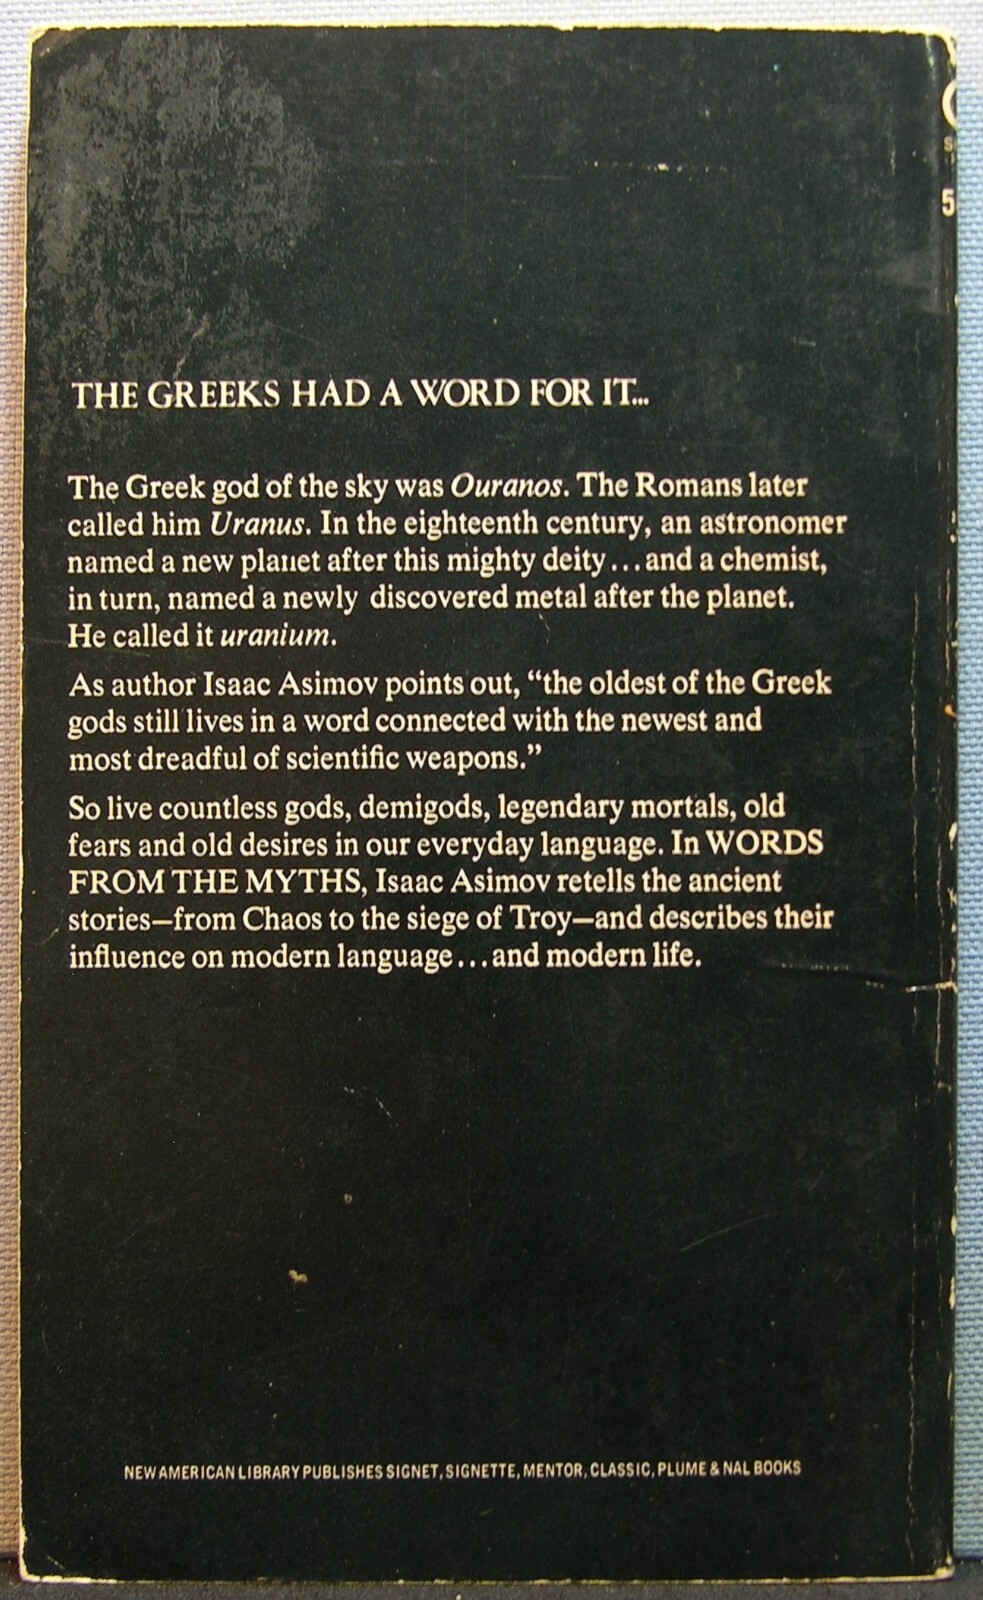 THE GREEKS HAD A WORD FOR IT...
The Greek god of the sky was Ouranos. The Romans later
called him Uranus. In the eighteenth century, an astronomer
named a new planet after this mighty deity...and a chemist,
in turn, named a newly discovered metal after the planet.
He called it uranium.
As author Isaac Asimov points out, “the oldest of the Greek
gods still lives in a word connected with the newest and
most dreadful of scientific weapons.”
So live countless gods, demigods, legendary mortals, old
fears and old desires in our everyday language. In WORDS
FROM THE MYTHS, Isaac Asimov retells the ancient
stories—from Chaos to the siege of Troy—and describes their
influence on modern language...and modern life.
NEW AMERICAN LIBRARY PUBLISHES SIGNET, SIGNETTE, MENTOR, CLASSIC, PLUME & NAL BOOKS